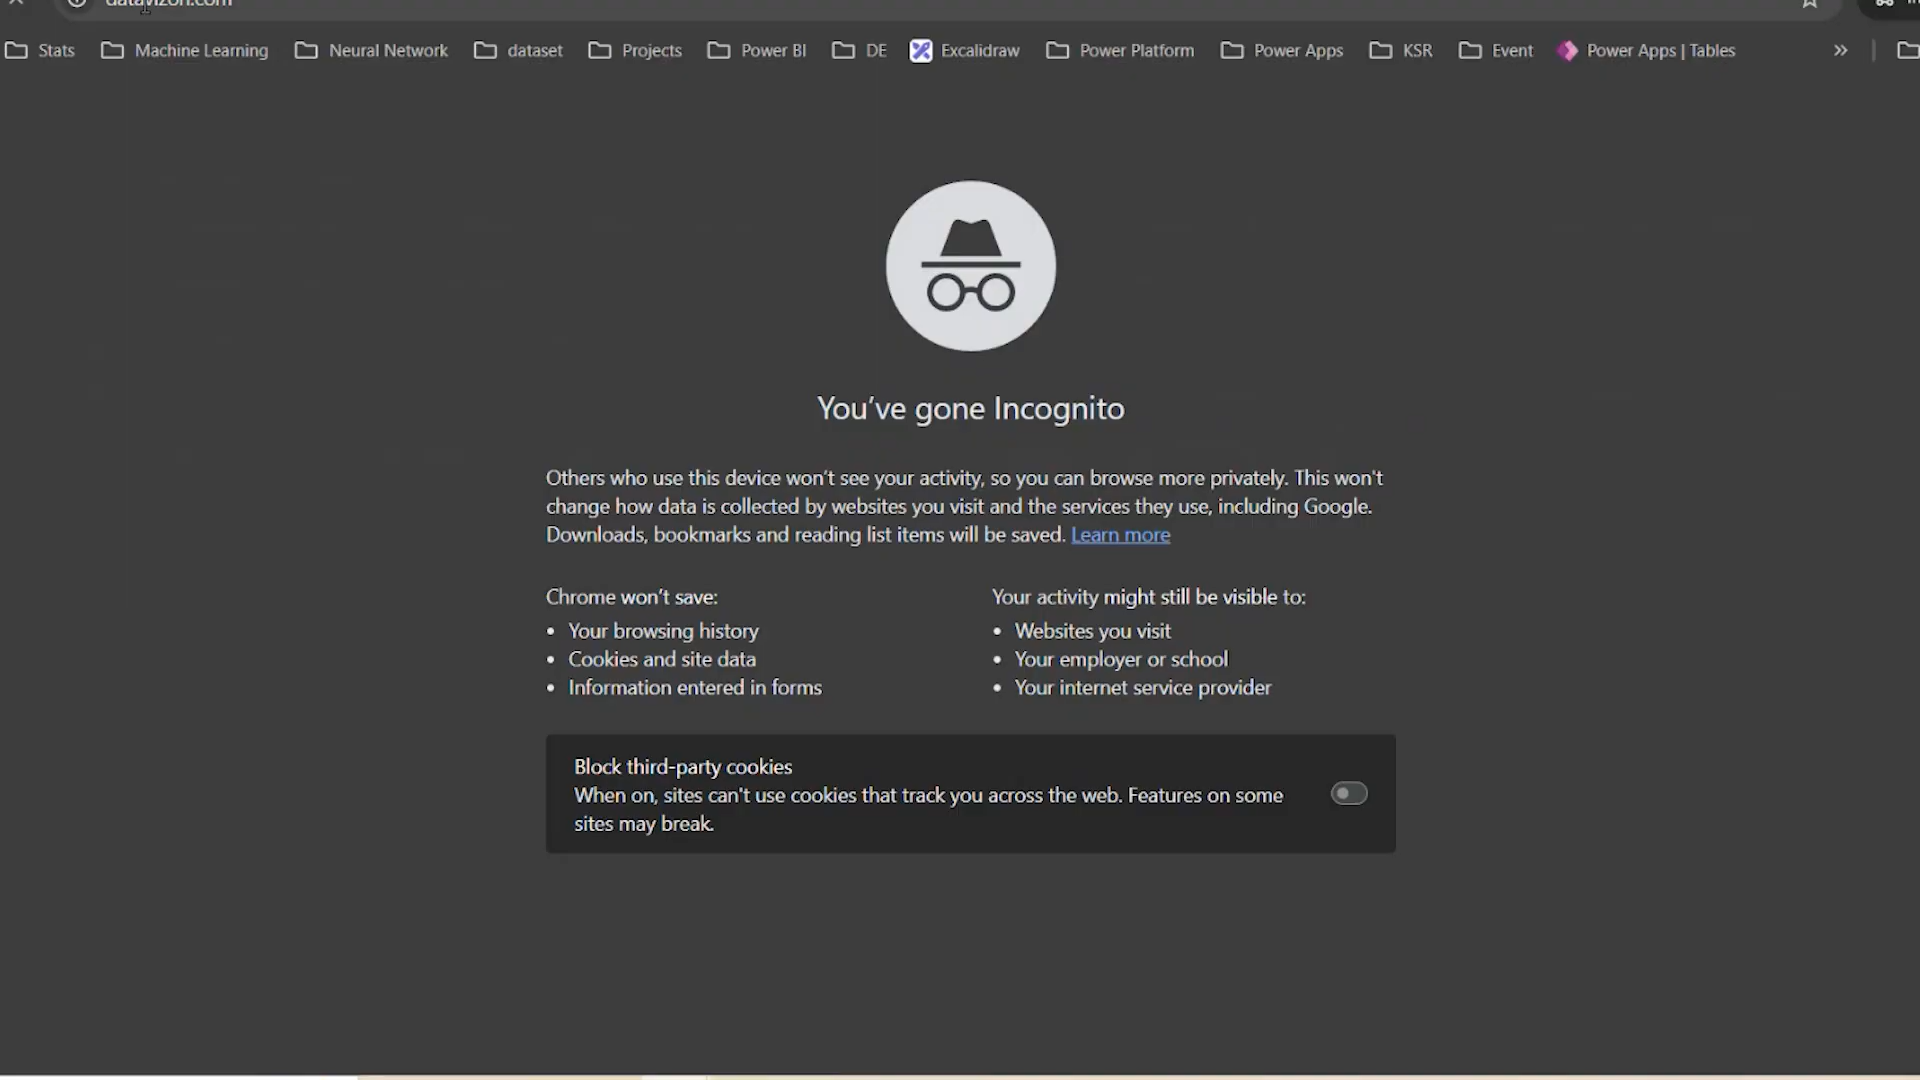 datavizon.com
Stats Machine Learning Neural Network dataset Projects Power BI DE Excalidraw Power Platform Power Apps KSR Event Power Apps | Tables
You've gone Incognito
Others who use this device won't see your activity, so you can browse more privately. This won't
change how data is collected by websites you visit and the services they use, including Google.
Downloads, bookmarks and reading list items will be saved. Learn more
Chrome won't save:
• Your browsing history
• Cookies and site data
• Information entered in forms
Your activity might still be visible to:
• Websites you visit
• Your employer or school
• Your internet service provider
Block third-party cookies
When on, sites can't use cookies that track you across the web. Features on some
sites may break.